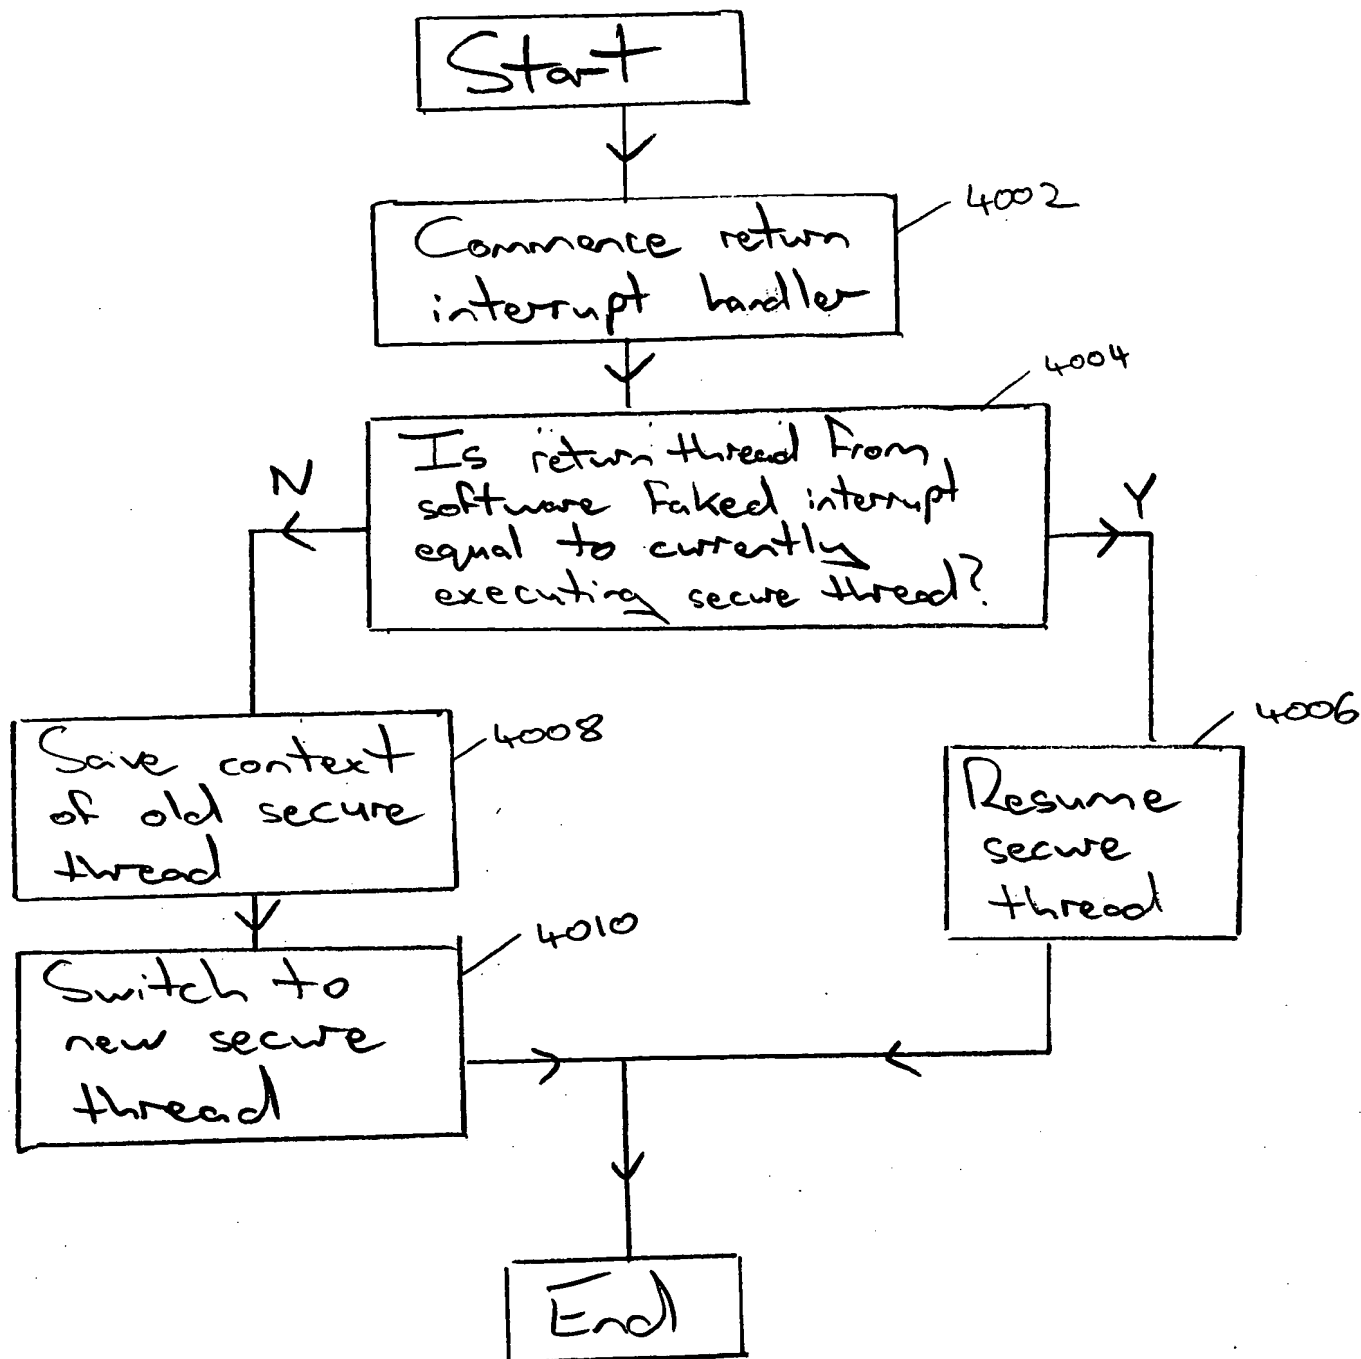 Start
4002
Commence return
interrupt handler
4004
Is return thread from
software faked interrupt
equal to currently
executing secure thread?
N
Y
4008
Save context
of old secure
thread
4006
Resume
secure
thread
4010
Switch to
new secure
thread
End